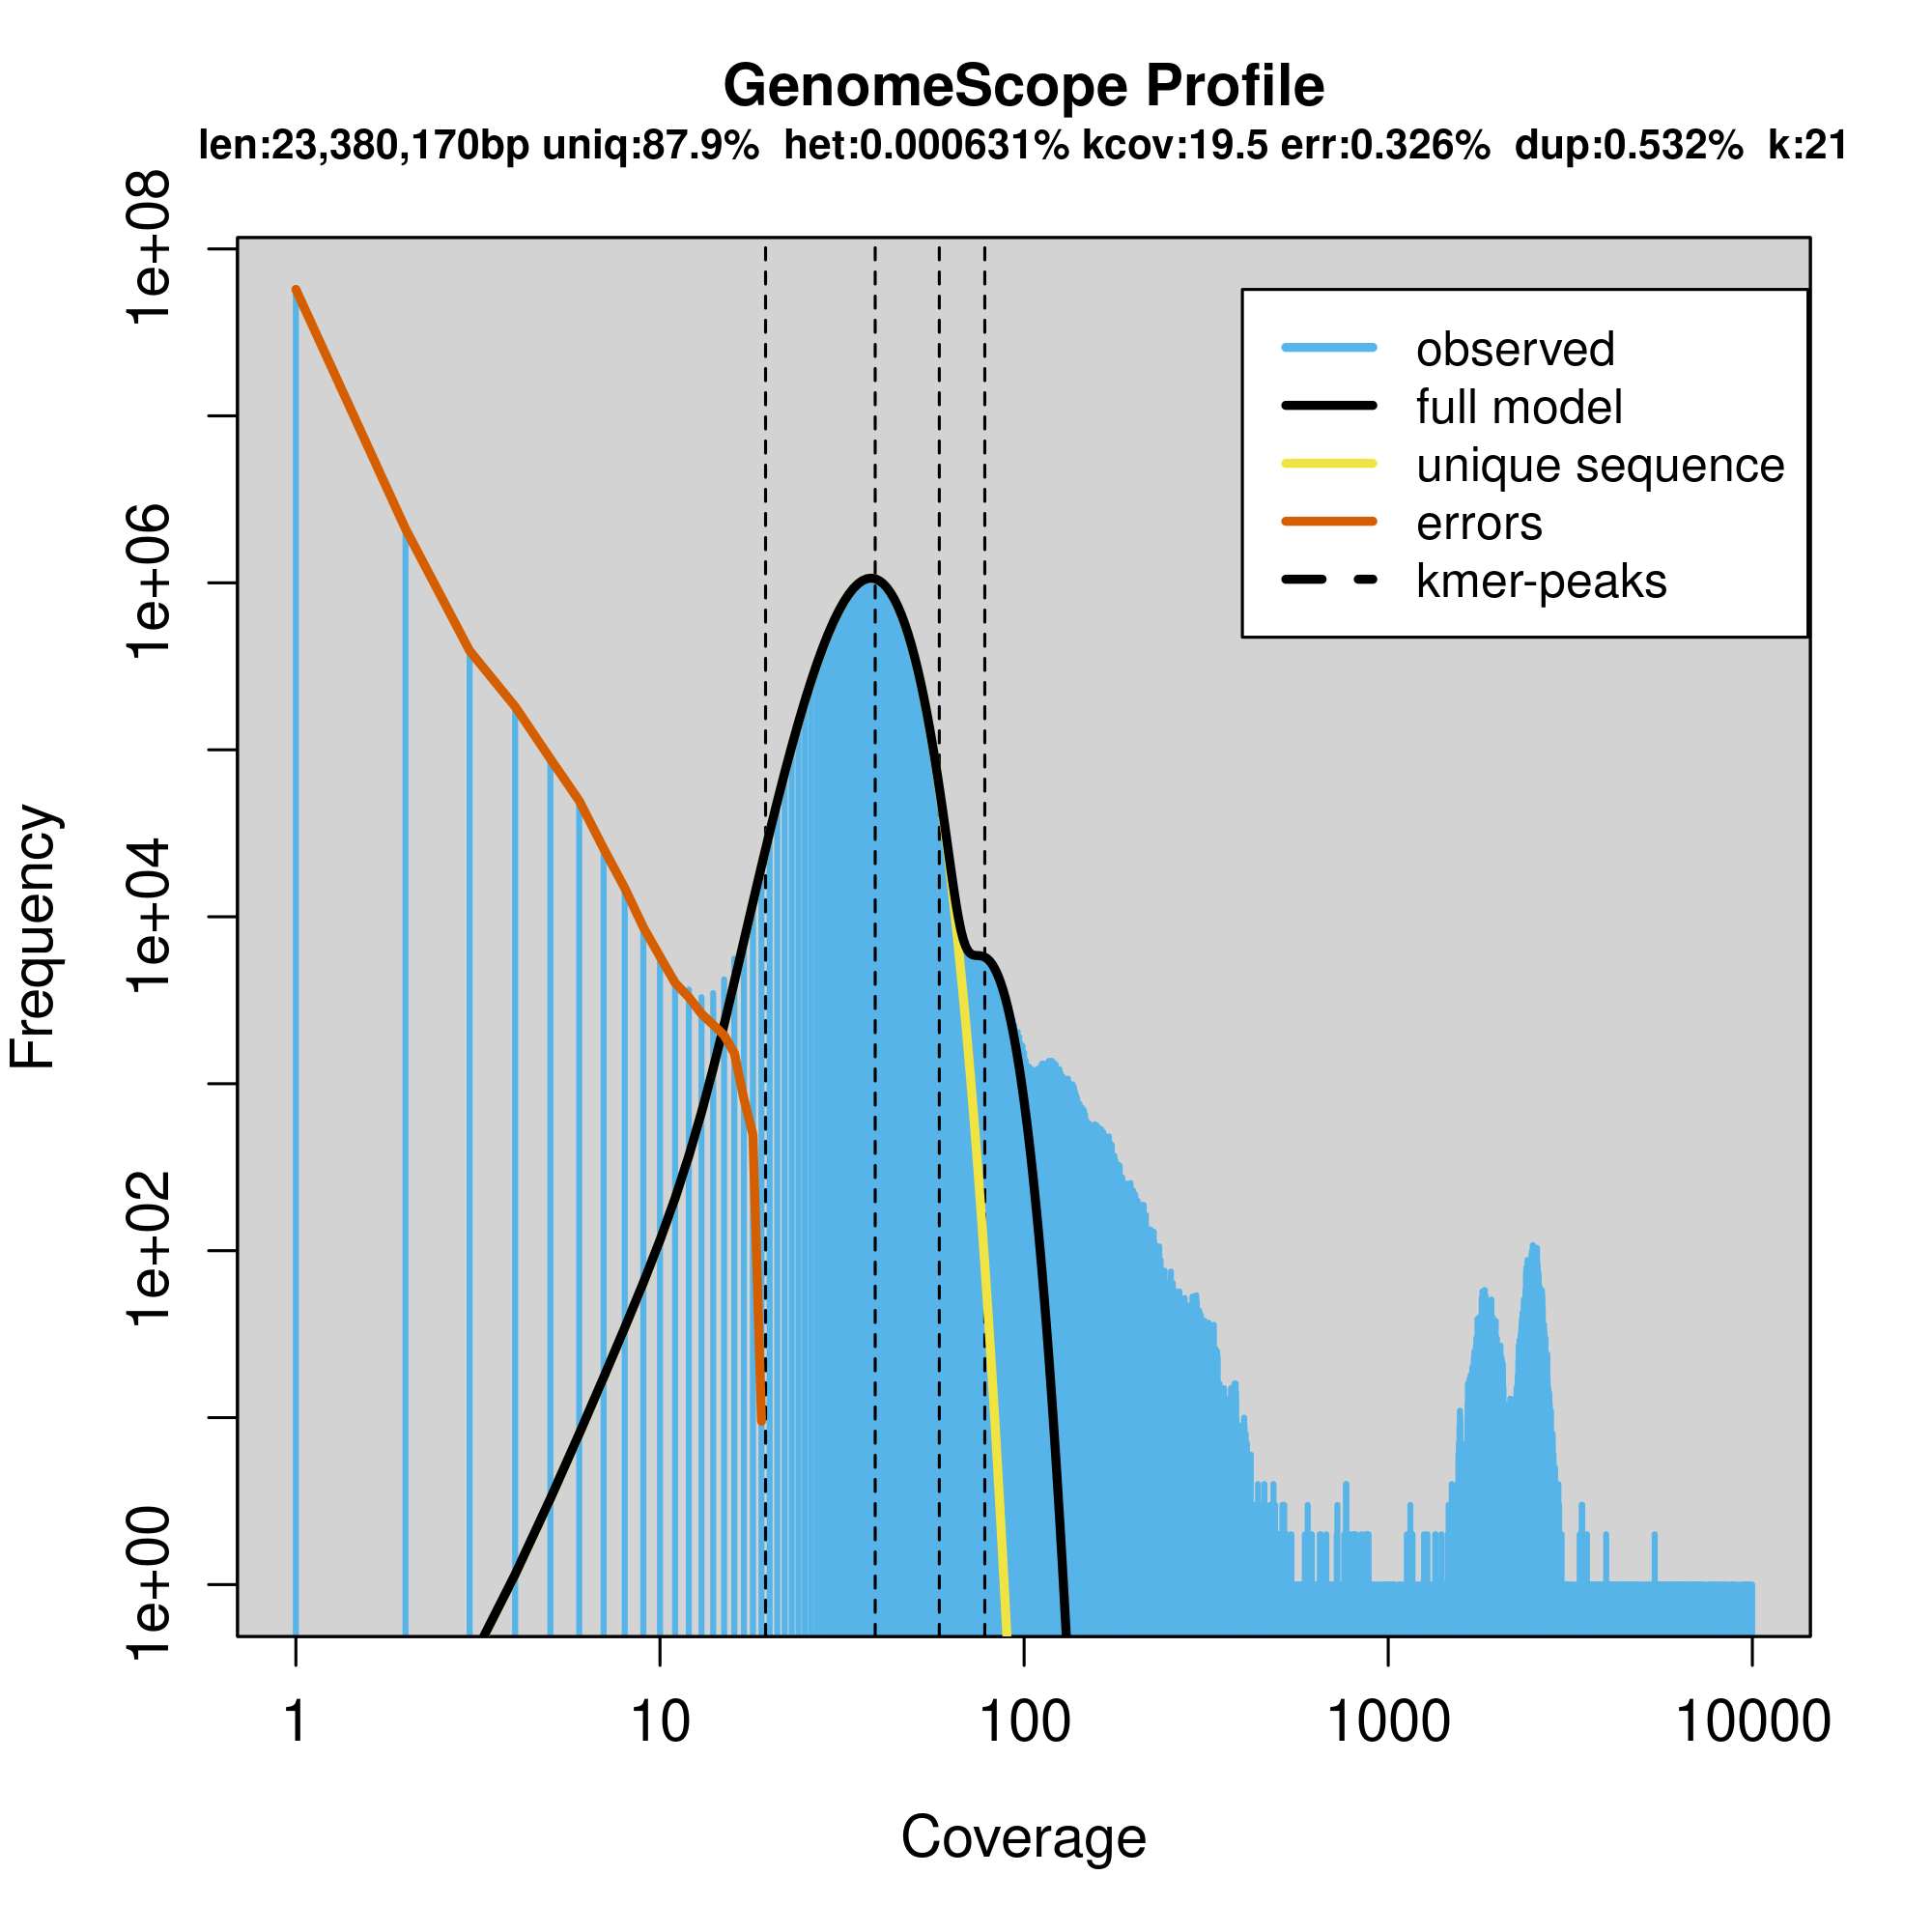 GenomeScope Profile
len:23,380,170bp uniq:87.9% het:0.000631% kcov:19.5 err:0.326% dup:0.532% k:21
1e+08
1e+06
1e+04
1e+02
1e+00
Frequency
observed
full model
unique sequence
errors
kmer-peaks
1 10 100 1000 10000
Coverage